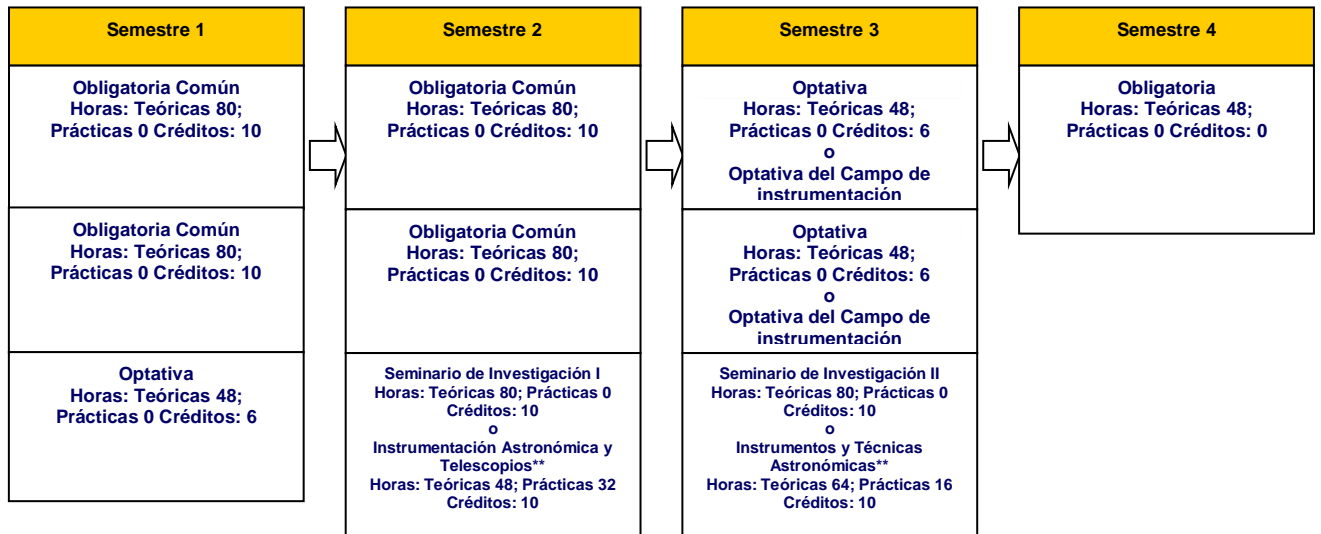 Semestre 1
Obligatoria Común
Horas: Teóricas 80;
Prácticas 0 Créditos: 10
Obligatoria Común
Horas: Teóricas 80;
Prácticas 0 Créditos: 10
Optativa
Horas: Teóricas 48;
Prácticas 0 Créditos: 6
Semestre 2
Obligatoria Común
Horas: Teóricas 80;
Prácticas 0 Créditos: 10
Obligatoria Común
Horas: Teóricas 80;
Prácticas 0 Créditos: 10
Seminario de Investigación I
Horas: Teóricas 80; Prácticas 0
Créditos: 10
o
Instrumentación Astronómica y
Telescopios**
Horas: Teóricas 48; Prácticas 32
Créditos: 10
Semestre 3
Optativa
Horas: Teóricas 48;
Prácticas 0 Créditos: 6
o
Optativa del Campo de
instrumentación
Optativa
Horas: Teóricas 48;
Prácticas 0 Créditos: 6
o
Optativa del Campo de
instrumentación
Seminario de Investigación II
Horas: Teóricas 80; Prácticas 0
Créditos: 10
o
Instrumentos y Técnicas
Astronómicas**
Horas: Teóricas 64; Prácticas 16
Créditos: 10
Semestre 4
Obligatoria
Horas: Teóricas 48;
Prácticas 0 Créditos: 0